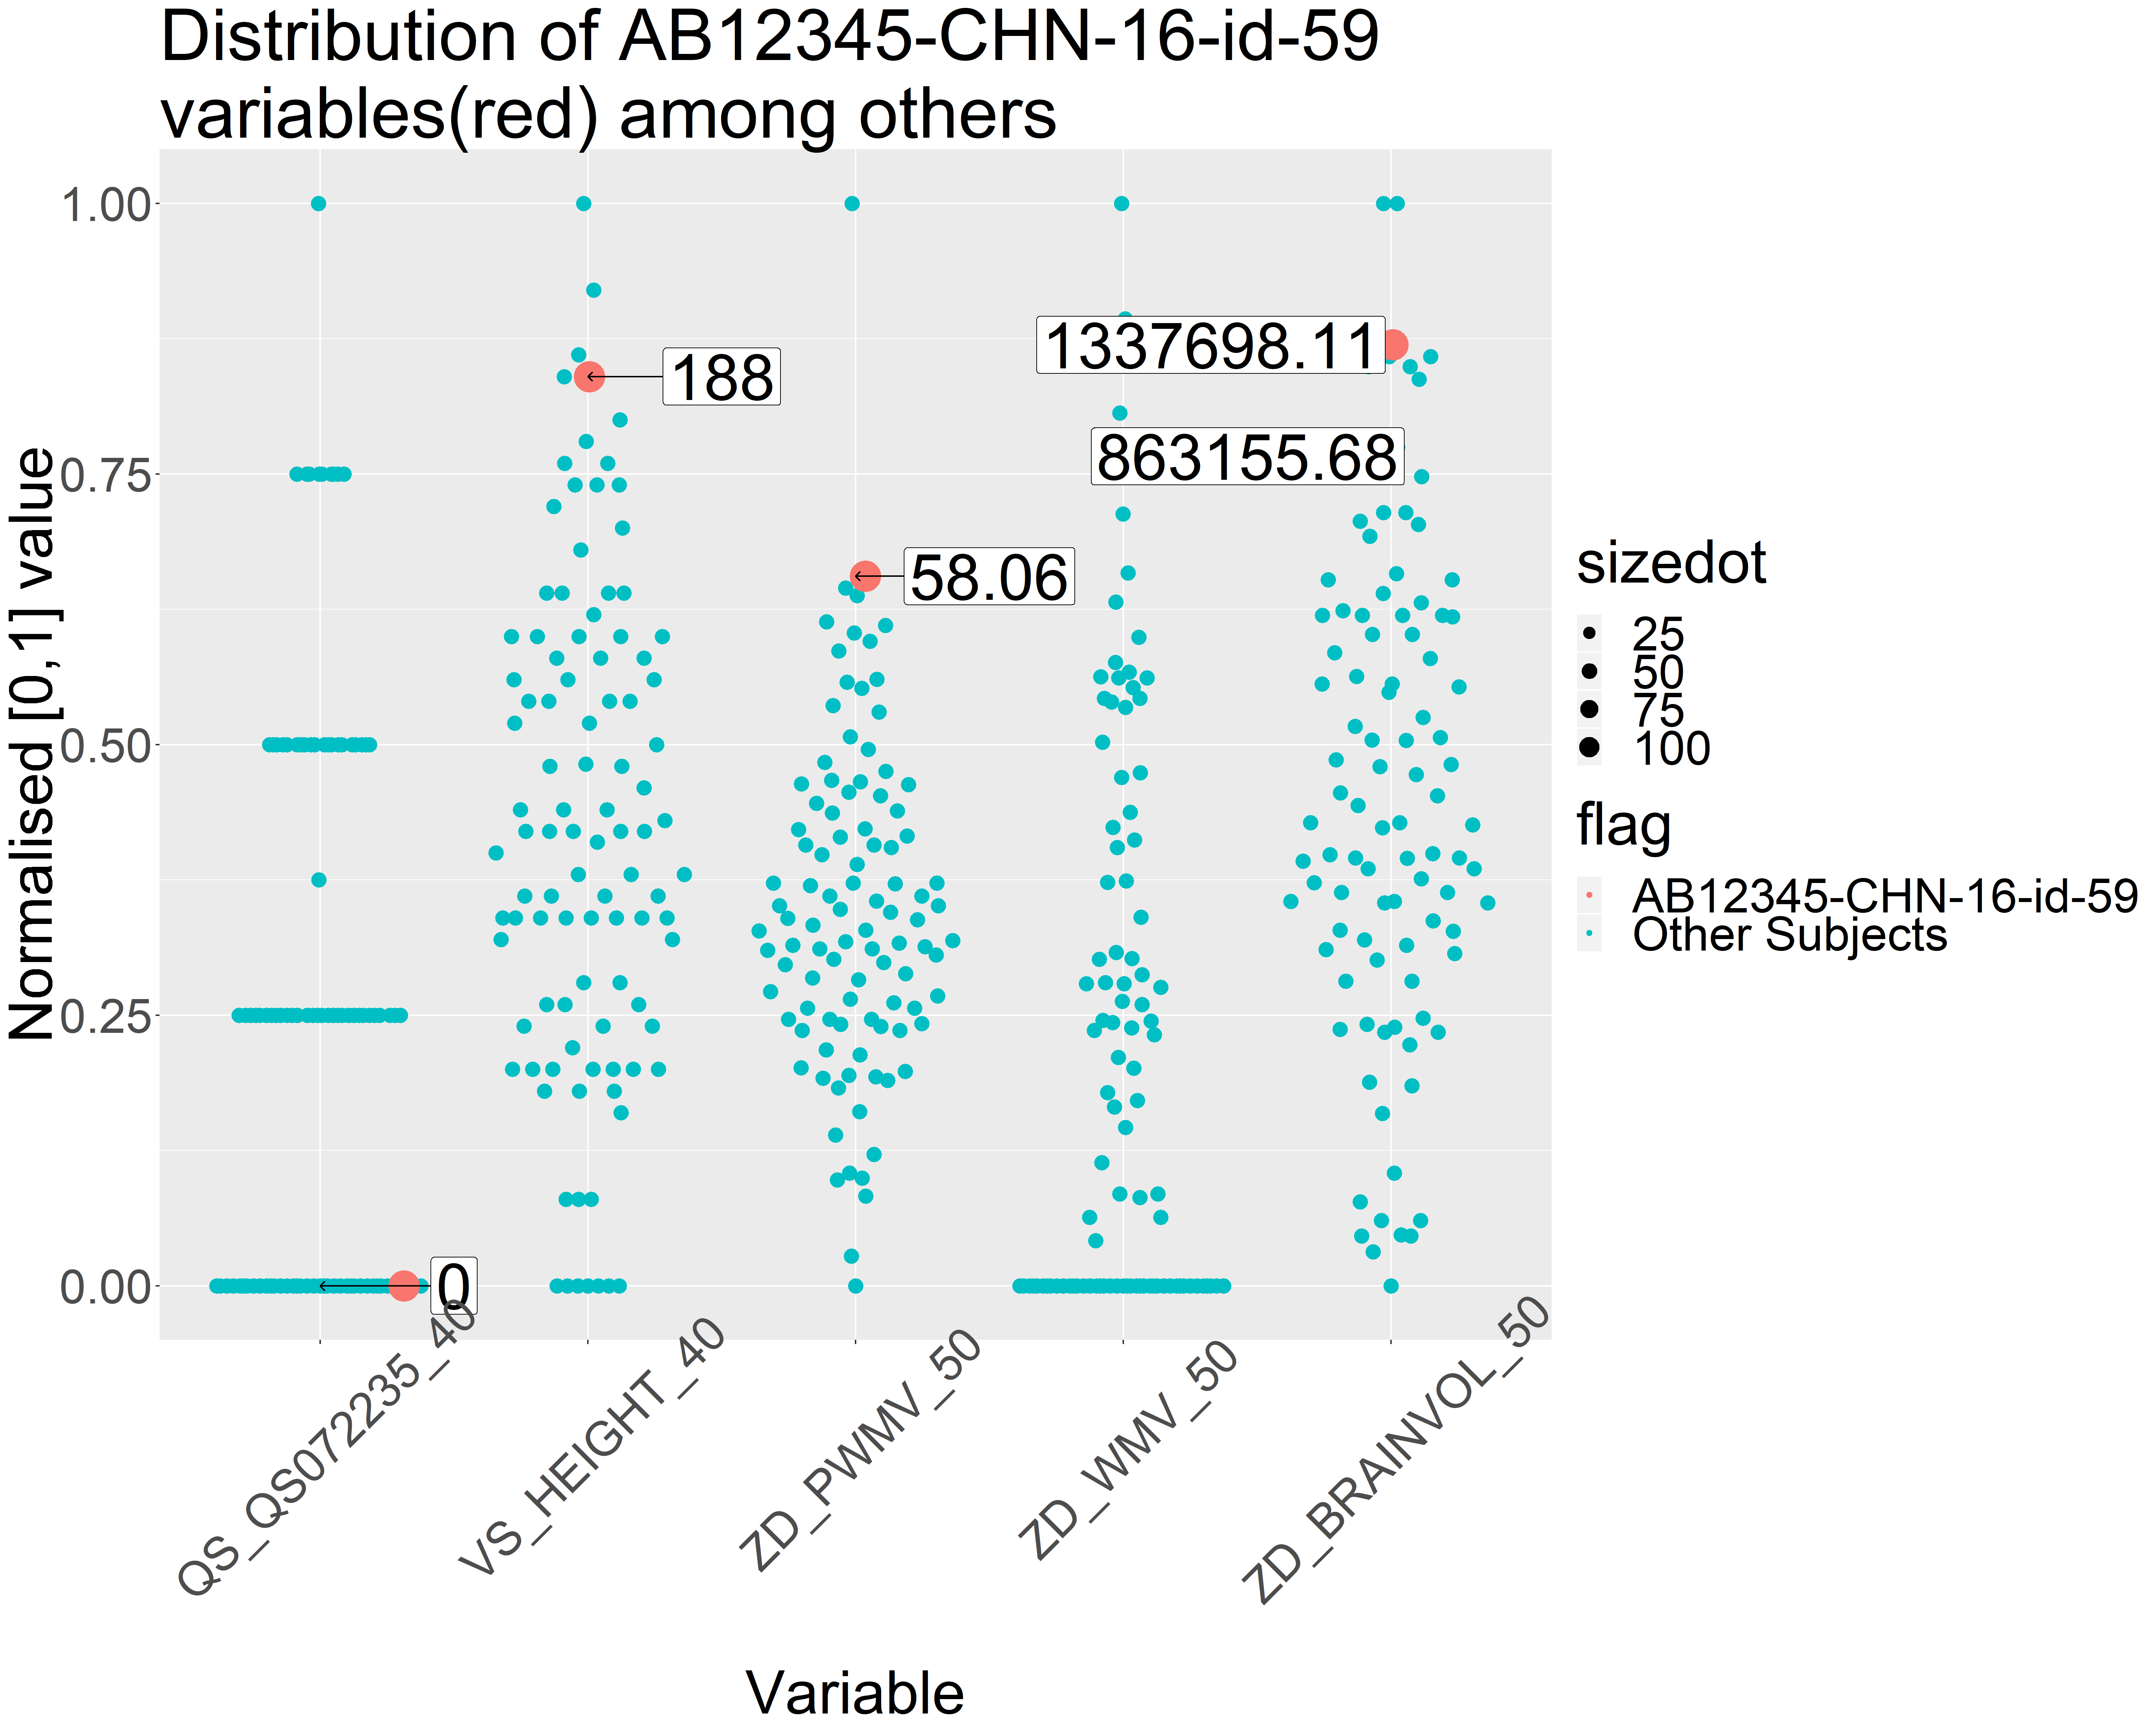 Distribution of AB12345-CHN-16-id-59
variables(red) among others
Normalised [0,1] value
1.00
0.75
0.50
0.25
0.00
1337698.11
188
863155.68
58.06
0
QS_QS072235_40
VS_HEIGHT_40
ZD_PWMV_50
ZD_WMV_50
ZD_BRAINVOL_50
Variable
sizedot
25
50
75
100
flag
AB12345-CHN-16-id-59
Other Subjects